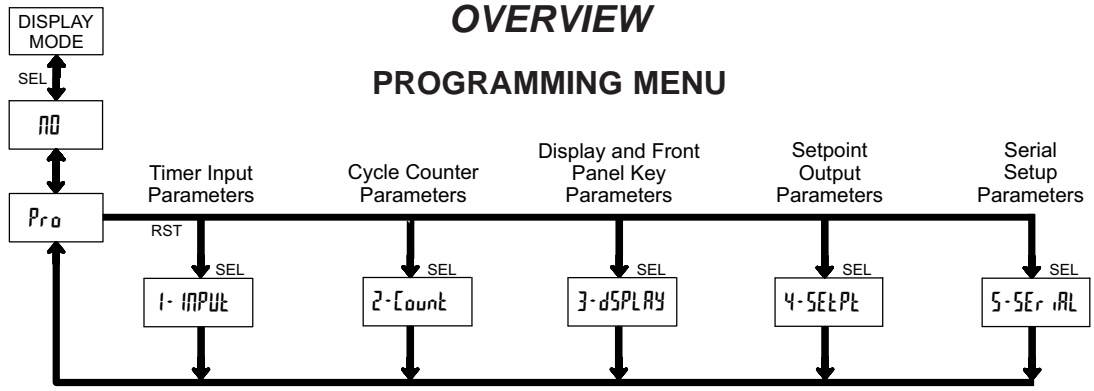 OVERVIEW
PROGRAMMING MENU
DISPLAY
MODE
SEL
NO
Pro
RST
Timer Input
Parameters
SEL
1-INPUt
Cycle Counter
Parameters
SEL
2-Count
Display and Front
Panel Key
Parameters
SEL
3-dSPLAY
Setpoint
Output
Parameters
SEL
4-SEtPt
Serial
Setup
Parameters
SEL
5-SEriAL